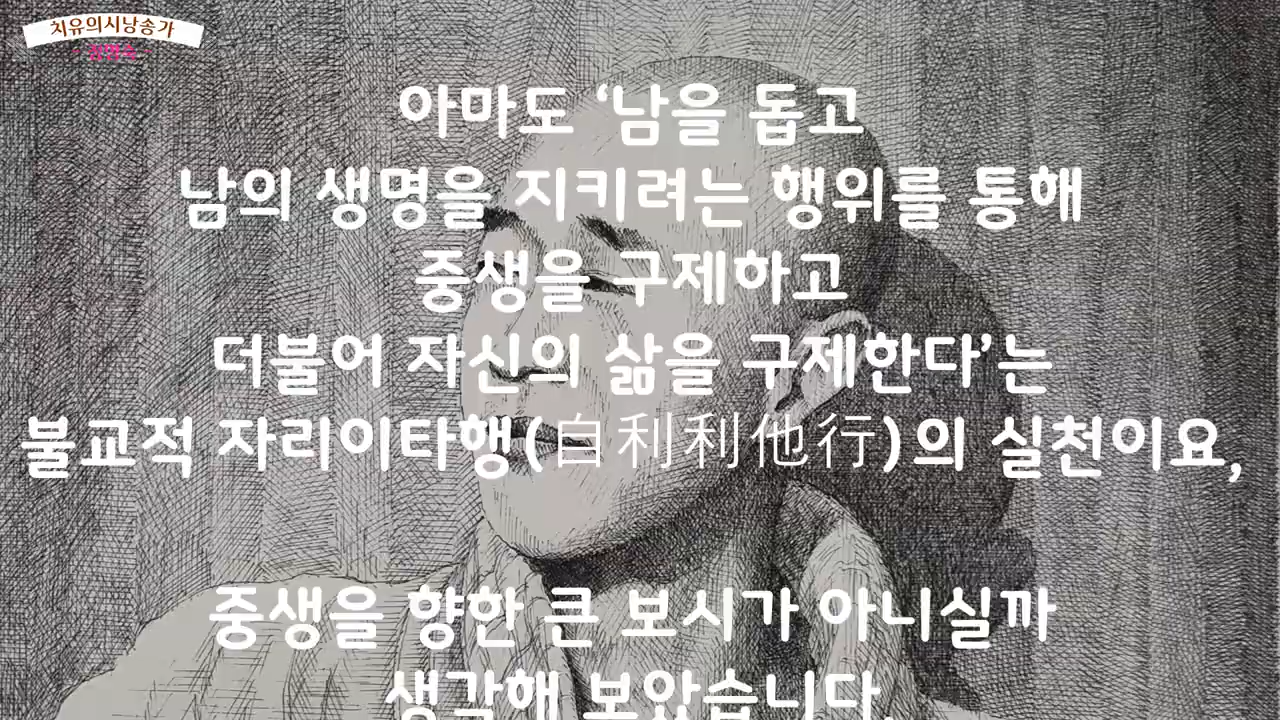 치유의시낭송가
아마도 ‘남을 돕고
남의 생명을 지키려는 행위를 통해
중생을 구제하고
더불어 자신의 삶을 구제한다’는
불교적 자리이타행(自利利他行)의 실천이요,
중생을 향한 큰 보시가 아니실까
생각해 보았습니다.